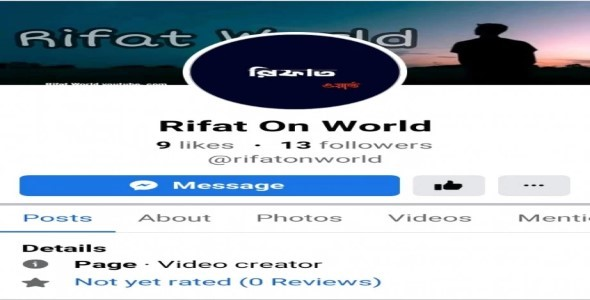 Rifat World
রিফাত
ওয়ার্ল্ড
Rifat World youtube. com
Rifat On World
9 likes · 13 followers
@rifatonworld
Message
Posts About Photos Videos Menti
Details
Page · Video creator
Not yet rated (0 Reviews)